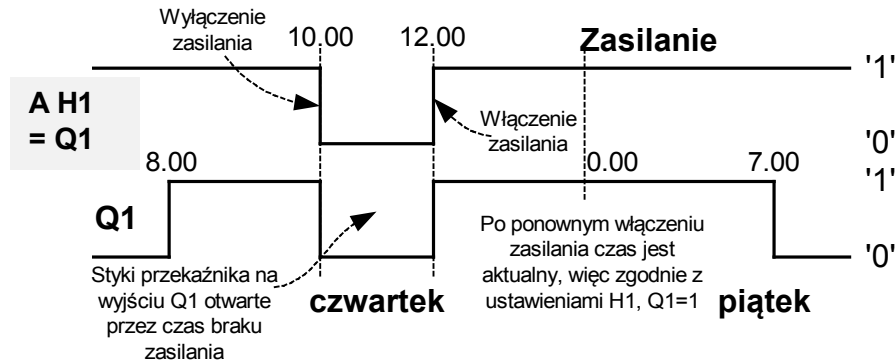 Wyłączenie
zasilania
10.00
12.00
Zasilanie
'1'
A H1
= Q1
Włączenie
zasilania
'0'
8.00
0.00
7.00
'1'
Q1
Po ponownym włączeniu
zasilania czas jest
aktualny, więc zgodnie z
ustawieniami H1, Q1=1
'0'
Styki przekaźnika na
wyjściu Q1 otwarte
przez czas braku
zasilania
czwartek
piątek